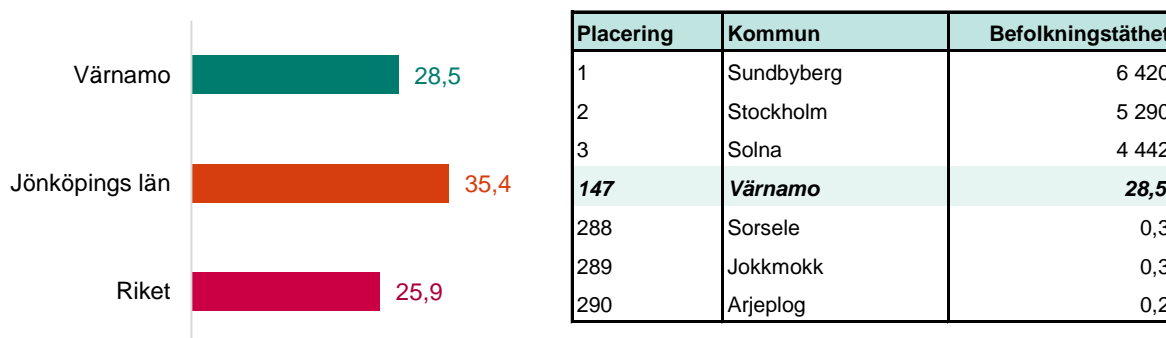 Värnamo 28,5
Jönköpings län 35,4
Riket 25,9
Placering Kommun Befolkningstäthet
1 Sundbyberg 6 420
2 Stockholm 5 290
3 Solna 4 442
147 Värnamo 28,5
288 Sorsele 0,3
289 Jokkmokk 0,3
290 Arjeplog 0,2